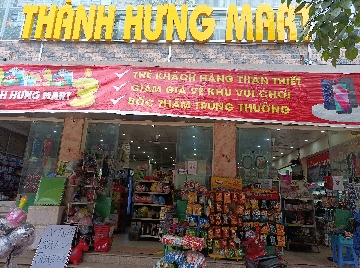 THÀNH HƯNG MART
H HƯNG MART
THẺ KHÁCH HÀNG THÂN THIẾT
GIẢM GIÁ VÉ KHU VUI CHƠI
BỐC THĂM TRÚNG THƯỞNG